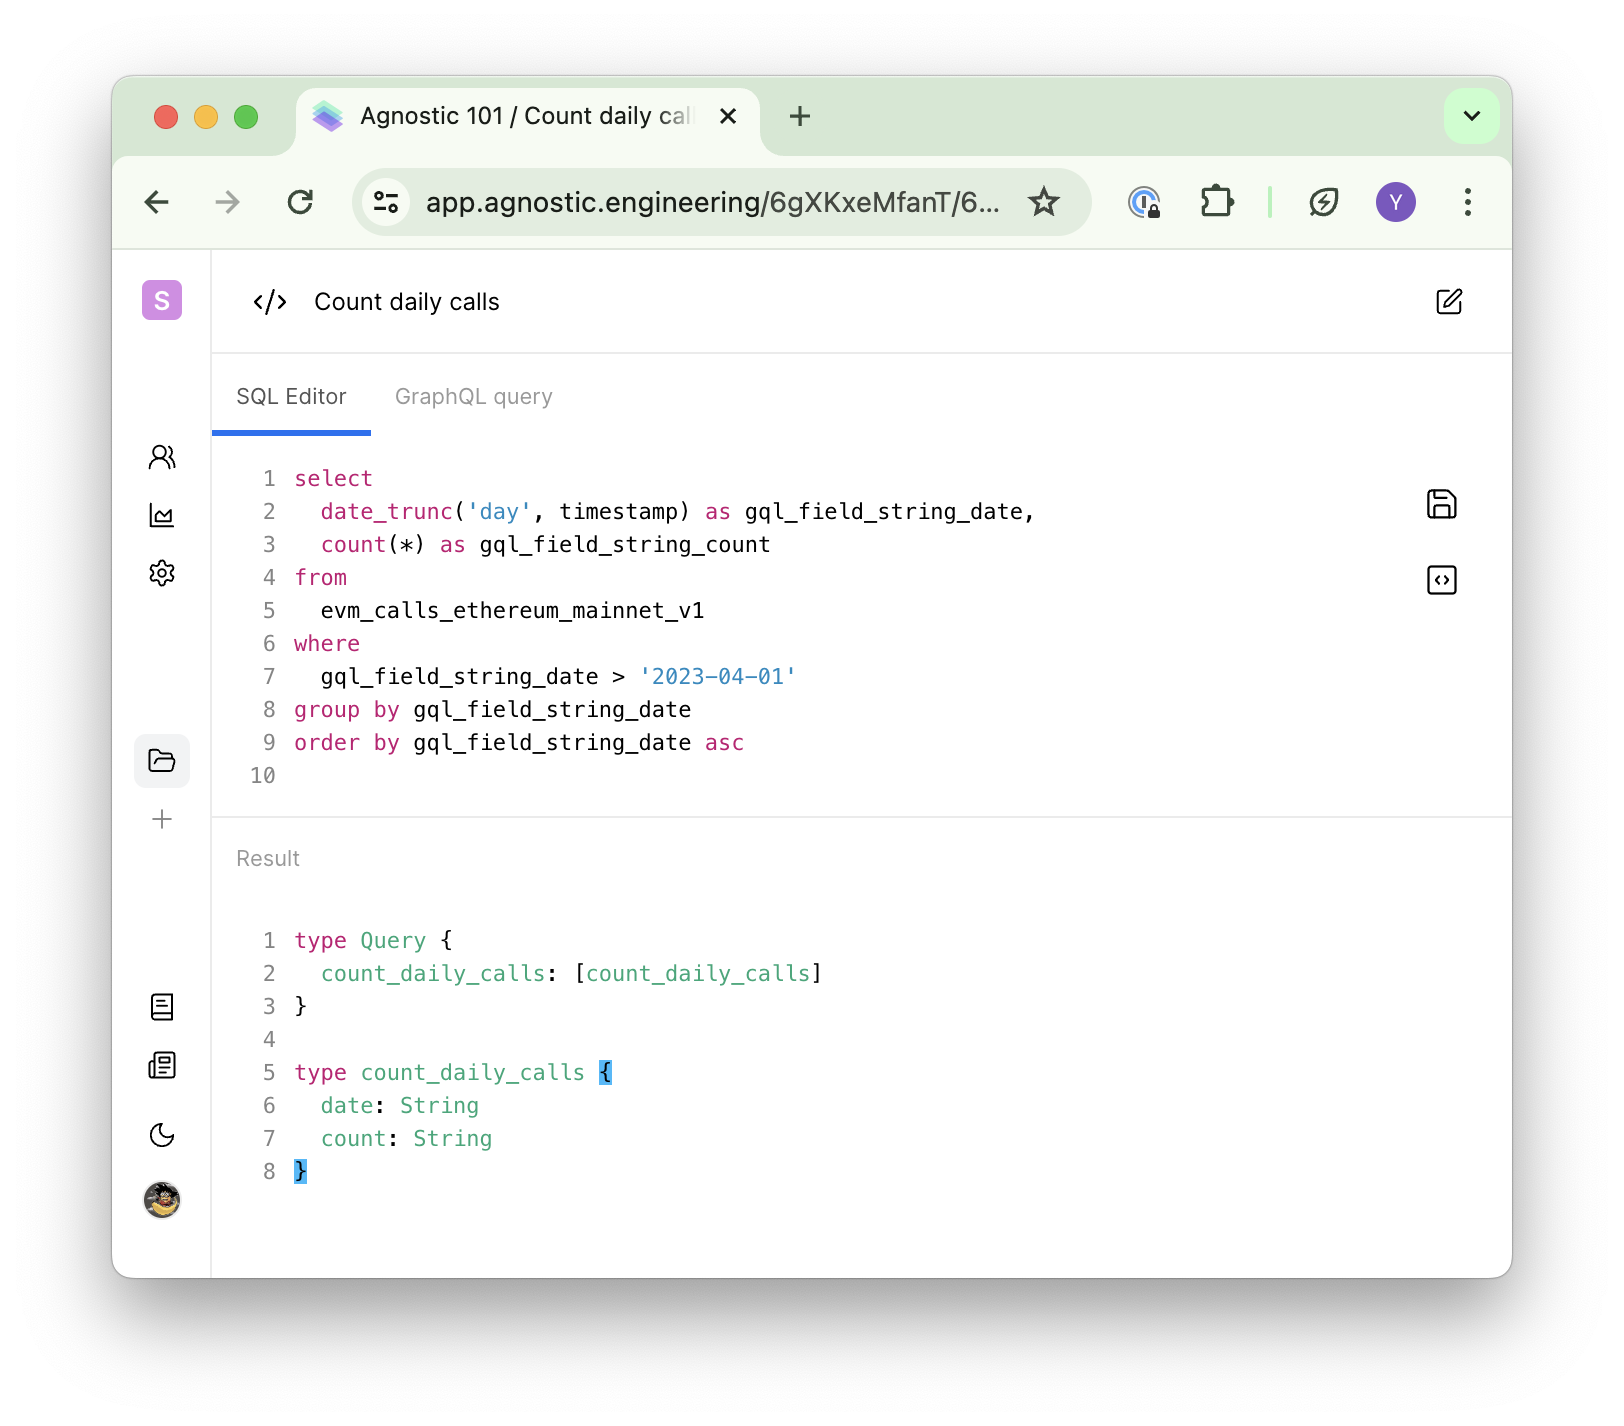 Agnostic 101 / Count daily cal
app.agnostic.engineering/6gXKxeMfanT/6...
Y
S
</> Count daily calls
SQL Editor GraphQL query
1 select
2   date_trunc('day', timestamp) as gql_field_string_date,
3   count(*) as gql_field_string_count
4 from
5   evm_calls_ethereum_mainnet_v1
6 where
7   gql_field_string_date > '2023-04-01'
8 group by gql_field_string_date
9 order by gql_field_string_date asc
10
Result
1 type Query {
2   count_daily_calls: [count_daily_calls]
3 }
4
5 type count_daily_calls {
6   date: String
7   count: String
8 }